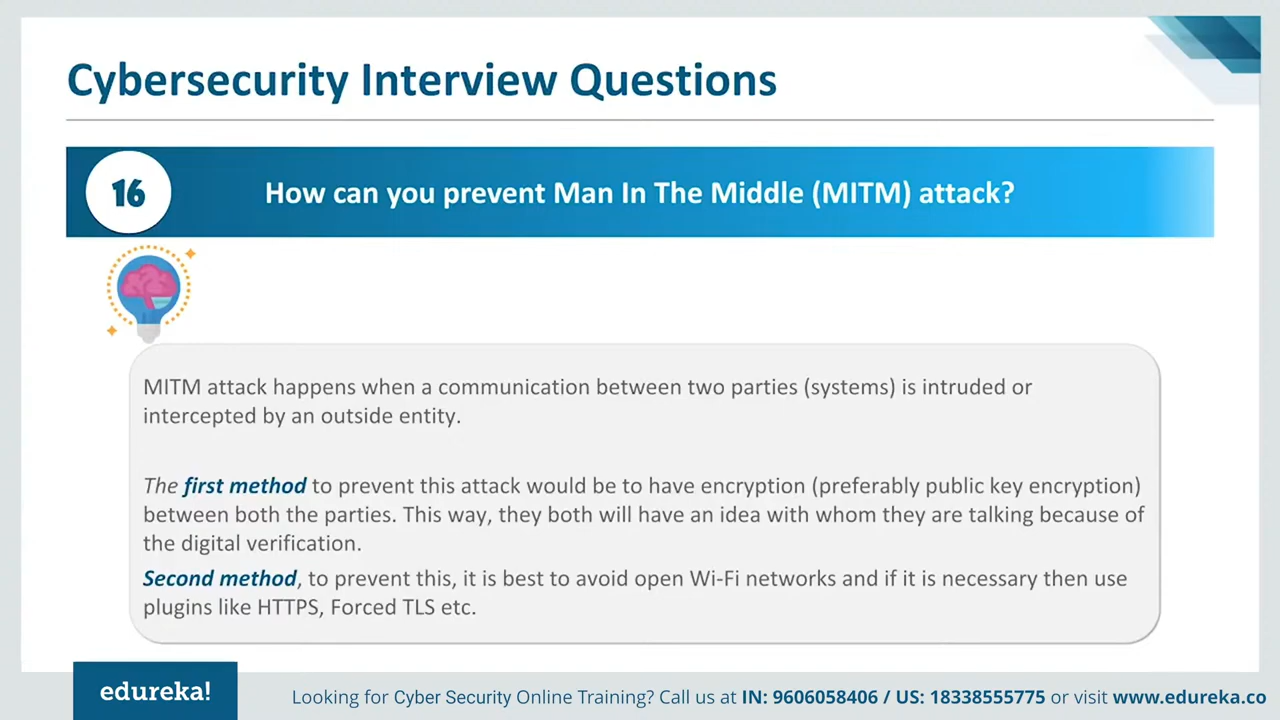 Cybersecurity Interview Questions
16
How can you prevent Man In The Middle (MITM) attack?
MITM attack happens when a communication between two parties (systems) is intruded or
intercepted by an outside entity.
The first method to prevent this attack would be to have encryption (preferably public key encryption)
between both the parties. This way, they both will have an idea with whom they are talking because of
the digital verification.
Second method, to prevent this, it is best to avoid open Wi-Fi networks and if it is necessary then use
plugins like HTTPS, Forced TLS etc.
edureka!
Looking for Cyber Security Online Training? Call us at IN: 9606058406 / US: 18338555775 or visit www.edureka.co